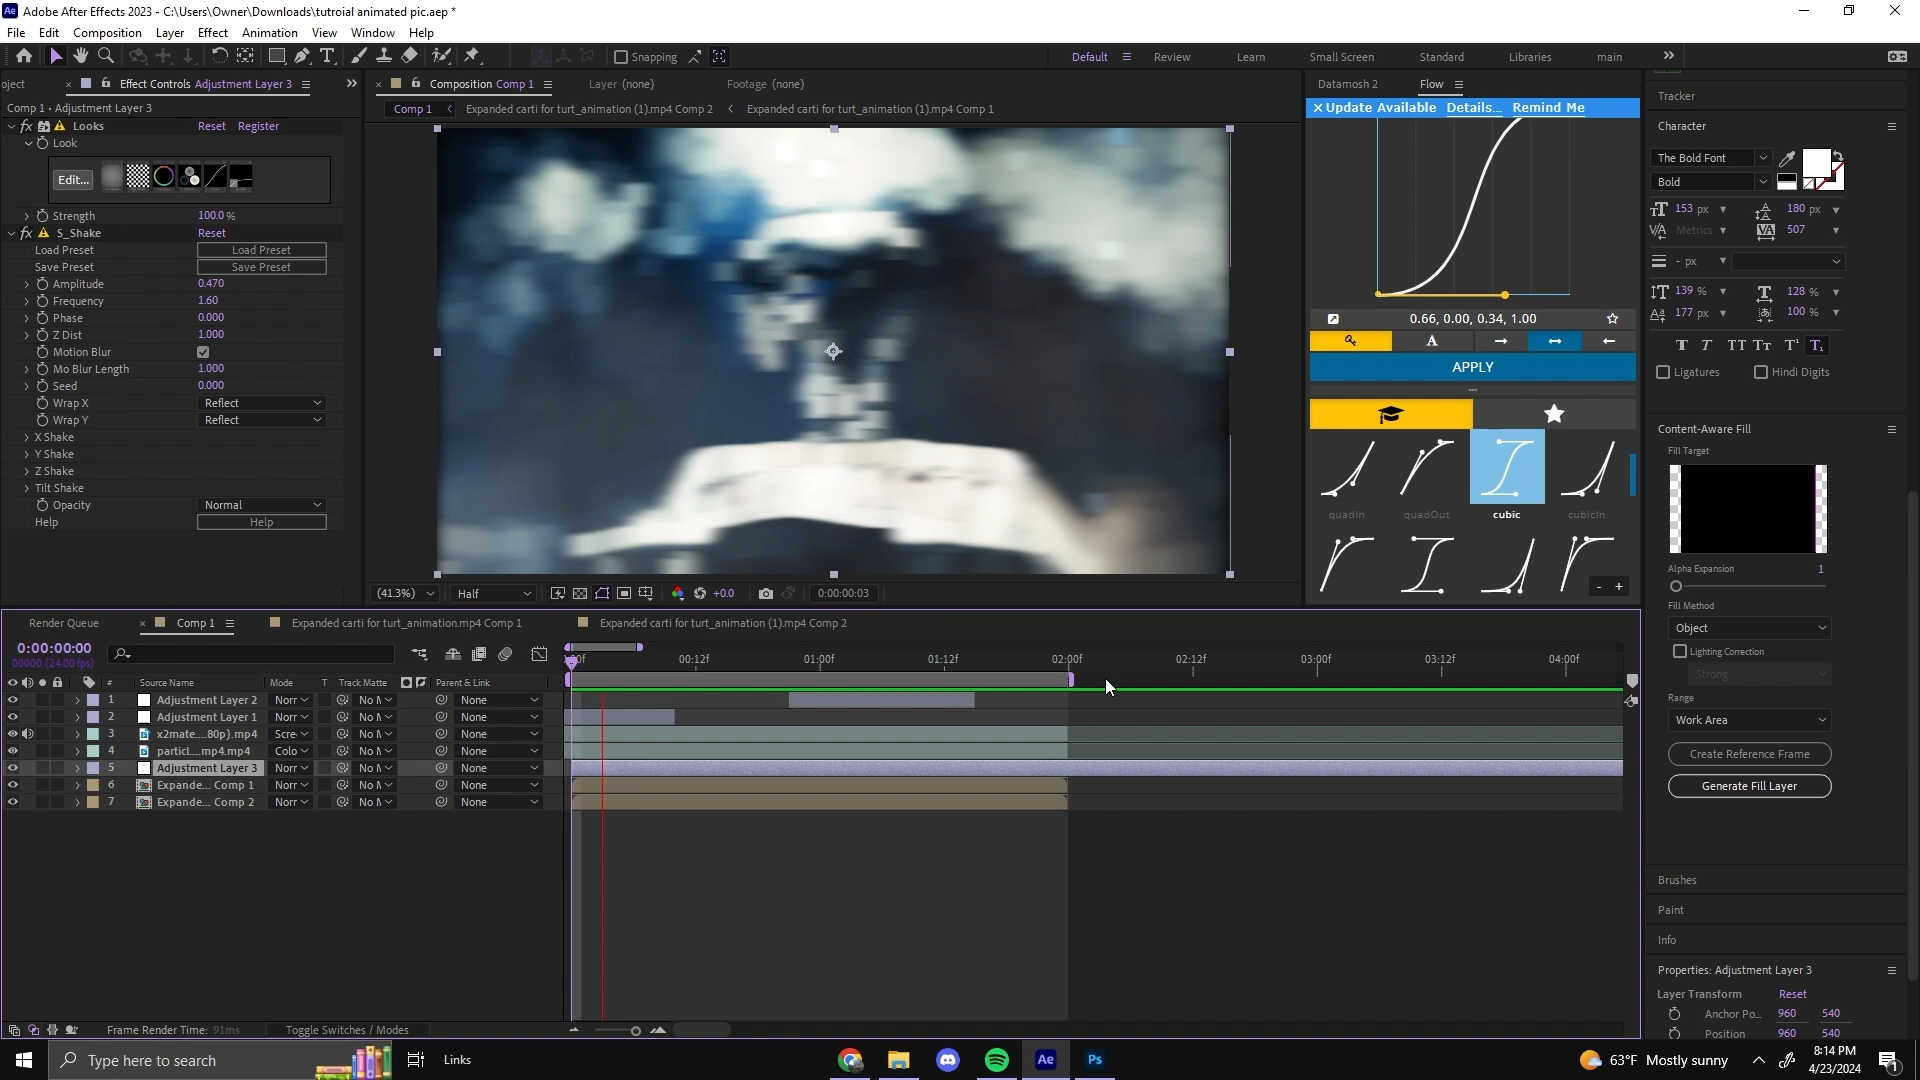 Adobe After Effects 2023 - C:\Users\Owner\Downloads\tutroial animated pic.aep *
File Edit Composition Layer Effect Animation View Window Help
Snapping
Default Review Learn Small Screen Standard Libraries main
oject Effect Controls Adjustment Layer 3
Comp 1 • Adjustment Layer 3
fx Looks Reset Register
Look
Edit...
Strength 100.0 %
fx S_Shake Reset
Load Preset Load Preset
Save Preset Save Preset
Amplitude 0.470
Frequency 1.60
Phase 0.000
Z Dist 1.000
Motion Blur
Mo Blur Length 1.000
Seed 0.000
Wrap X Reflect
Wrap Y Reflect
X Shake
Y Shake
Z Shake
Tilt Shake
Opacity Normal
Help Help
Composition Comp 1 Layer (none) Footage (none)
Comp 1 Expanded carti for turt_animation (1).mp4 Comp 2 Expanded carti for turt_animation (1).mp4 Comp 1
(41.3%) Half +0.0 0:00:00:03
Datamosh 2 Flow
Update Available Details... Remind Me
0.66, 0.00, 0.34, 1.00
A
APPLY
quadIn quadOut cubic cubicIn
- +
Tracker
Character
The Bold Font
Bold
153 px 180 px
Metrics 507
- px
139 % 128 %
177 px 100 %
T T TT Tt T¹ T₁
Ligatures Hindi Digits
Content-Aware Fill
Fill Target
Alpha Expansion 1
Fill Method
Object
Lighting Correction
Strong
Range
Work Area
Create Reference Frame
Generate Fill Layer
Brushes
Paint
Info
Properties: Adjustment Layer 3
Layer Transform Reset
Anchor Po... 960 540
Position 960 540
Render Queue Comp 1 Expanded carti for turt_animation.mp4 Comp 1 Expanded carti for turt_animation (1).mp4 Comp 2
0:00:00:00
00000 (24.00 fps)
00f 00:12f 01:00f 01:12f 02:00f 02:12f 03:00f 03:12f 04:00f
# Source Name Mode T Track Matte Parent & Link
1 Adjustment Layer 2 Norr No M None
2 Adjustment Layer 1 Norr No M None
3 x2mate....80p).mp4 Scre No M None
4 particl....mp4.mp4 Colo No M None
5 Adjustment Layer 3 Norr No M None
6 Expande... Comp 1 Norr No M None
7 Expande... Comp 2 Norr No M None
Frame Render Time: 91ms Toggle Switches / Modes
Type here to search Links
Ae Ps
63°F Mostly sunny
8:14 PM
4/23/2024
1